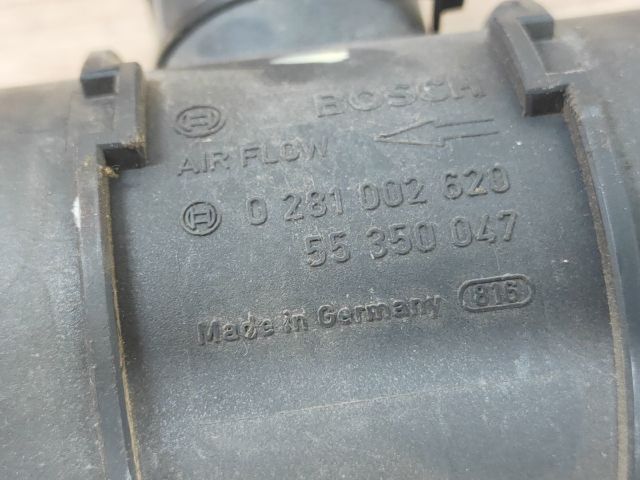 BOSCH
AIR FLOW
0 281 002 620
55 350 047
Made in Germany 816